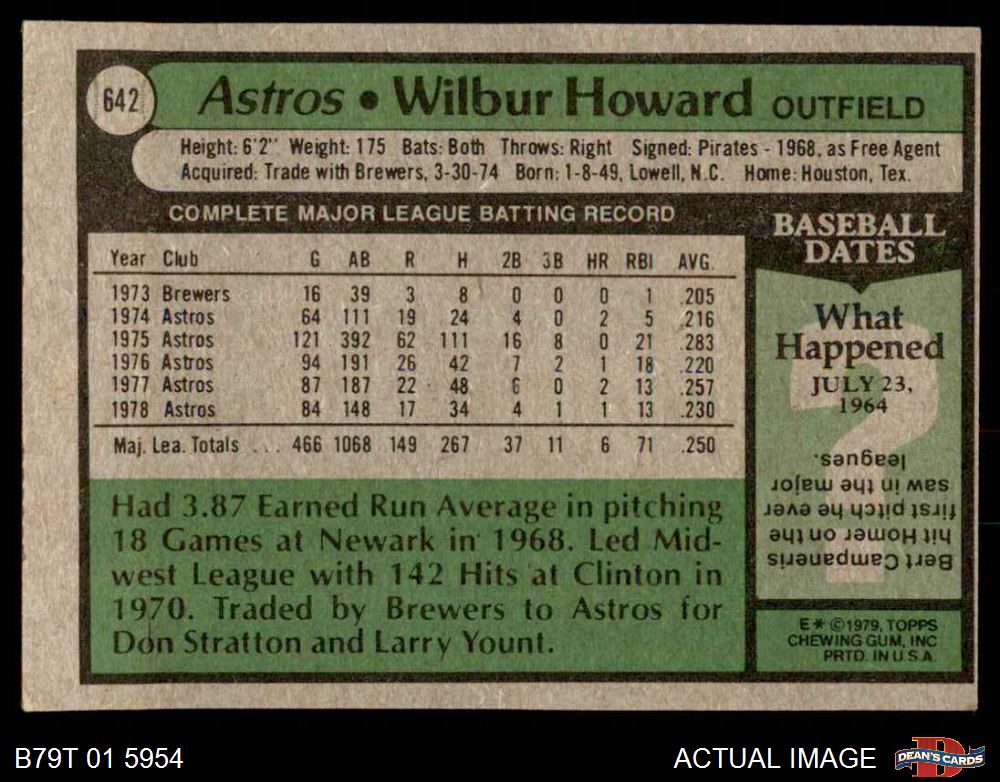 642
Astros • Wilbur Howard OUTFIELD
Height: 6'2" Weight: 175 Bats: Both Throws: Right Signed: Pirates - 1968, as Free Agent
Acquired: Trade with Brewers, 3-30-74 Born: 1-8-49, Lowell, N.C. Home: Houston, Tex.
COMPLETE MAJOR LEAGUE BATTING RECORD
Year Club G AB R H 2B 3B HR RBI AVG.
1973 Brewers 16 39 3 8 0 0 0 1 .205
1974 Astros 64 111 19 24 4 0 2 5 .216
1975 Astros 121 392 62 111 16 8 0 21 .283
1976 Astros 94 191 26 42 7 2 1 18 .220
1977 Astros 87 187 22 48 6 0 2 13 .257
1978 Astros 84 148 17 34 4 1 1 13 .230
Maj. Lea. Totals ... 466 1068 149 267 37 11 6 71 .250
Had 3.87 Earned Run Average in pitching
18 Games at Newark in 1968. Led Mid-
west League with 142 Hits at Clinton in
1970. Traded by Brewers to Astros for
Don Stratton and Larry Yount.
BASEBALL
DATES
What
Happened
JULY 23,
1964
?
Bert Campaneris
hit Homer on the
first pitch he ever
saw in the major
leagues.
E* ©1979, TOPPS
CHEWING GUM, INC
PRTD. IN U.S.A.
B79T 01 5954
ACTUAL IMAGE
D
DEAN'S CARDS